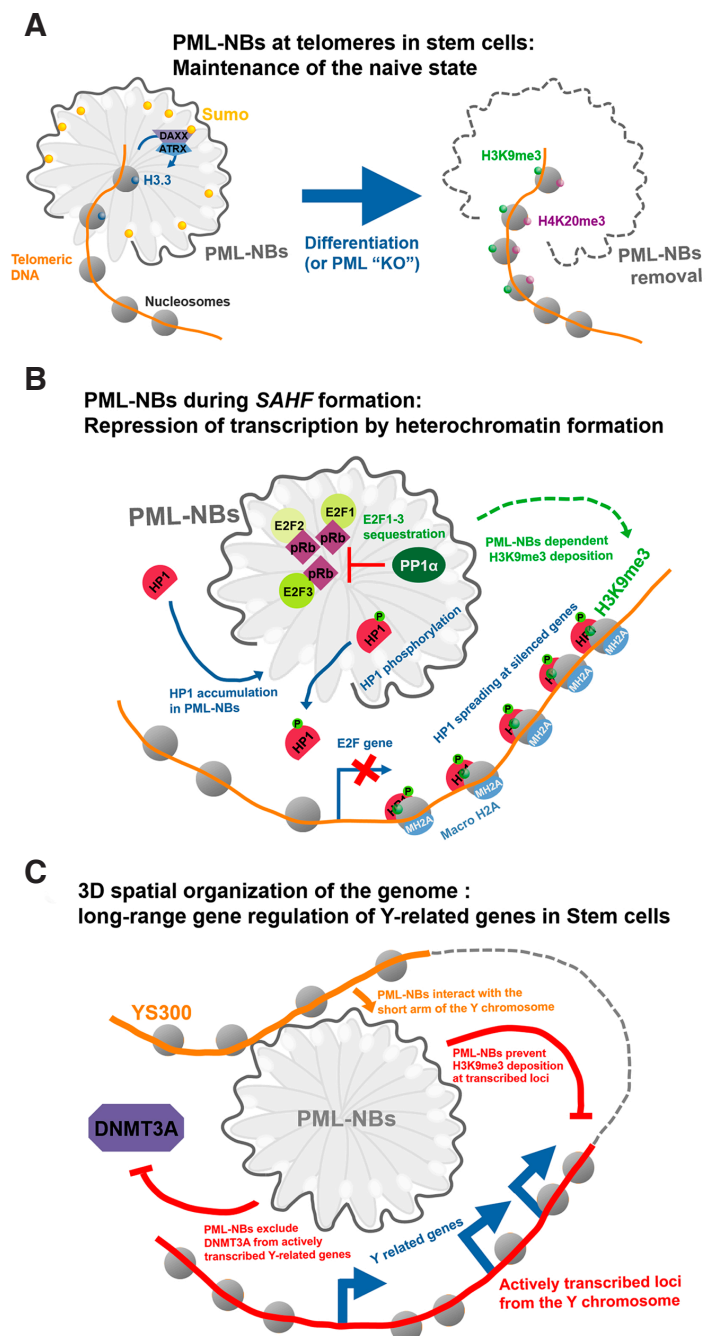 A
PML-NBs at telomeres in stem cells:
Maintenance of the naive state
Sumo
DAXX
ATRX
H3.3
PML-NBs
Telomeric
DNA
Nucleosomes
Differentiation
(or PML “KO”)
H3K9me3
H4K20me3
PML-NBs
removal
B
PML-NBs during SAHF formation:
Repression of transcription by heterochromatin formation
PML-NBs
E2F2
E2F1
pRb
pRb
pRb
E2F3
E2F1-3
sequestration
PP1α
PML-NBs dependent
H3K9me3 deposition
H3K9me3
HP1
HP1 accumulation
in PML-NBs
P
HP1
HP1 phosphorylation
P
HP1
E2F gene
HP1 spreading at silenced genes
P
HP1
MH2A
P
HP1
MH2A
P
MH2A
P
MH2A
P
MH2A
Macro H2A
C
3D spatial organization of the genome :
long-range gene regulation of Y-related genes in Stem cells
YS300
PML-NBs interact with the
short arm of the Y chromosome
PML-NBs prevent
H3K9me3 deposition
at transcribed loci
PML-NBs
DNMT3A
PML-NBs exclude
DNMT3A from actively
transcribed Y-related genes
Y related genes
Actively transcribed loci
from the Y chromosome